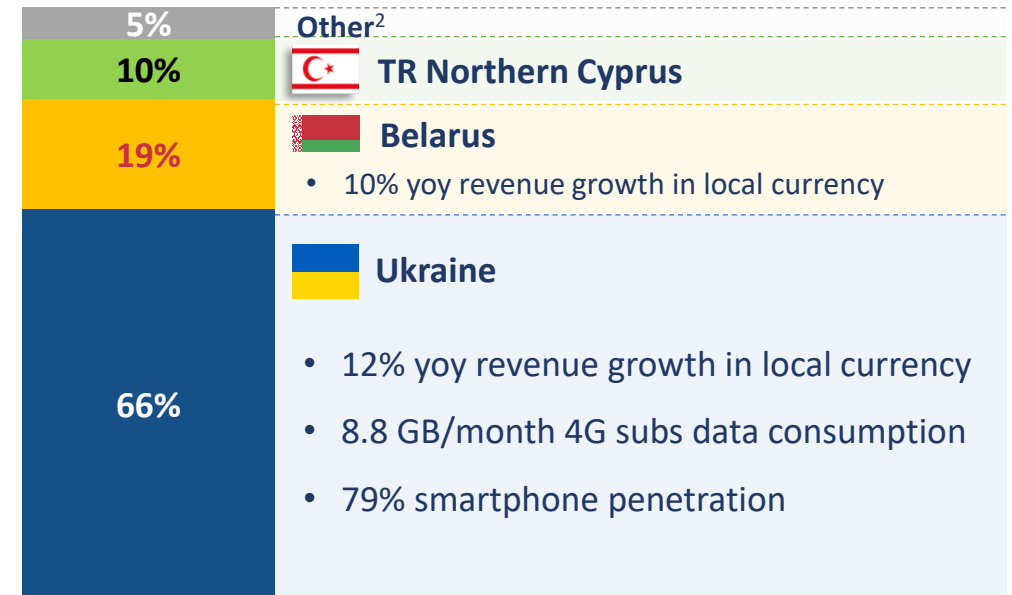 5% Other²
10% TR Northern Cyprus
19% Belarus
• 10% yoy revenue growth in local currency
Ukraine
• 12% yoy revenue growth in local currency
66%
• 8.8 GB/month 4G subs data consumption
• 79% smartphone penetration